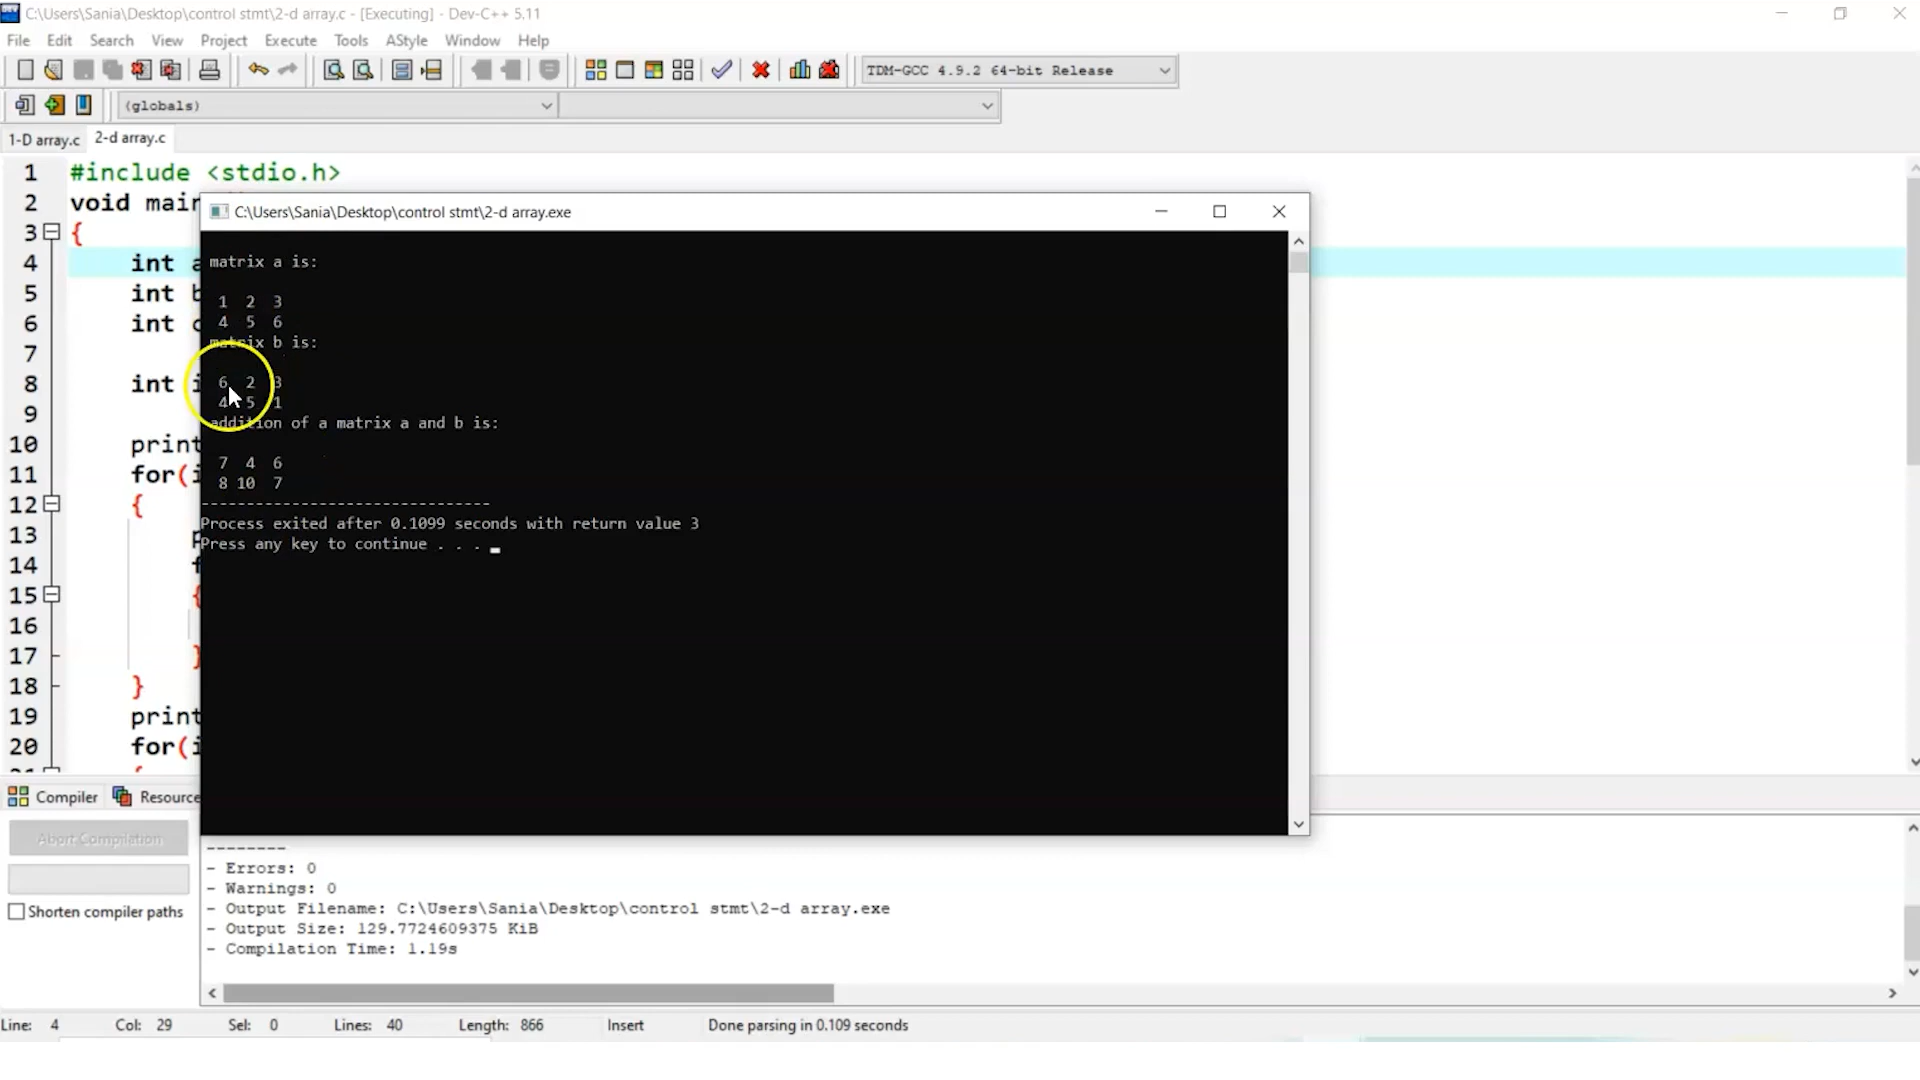 C:\Users\Sania\Desktop\control stmt\2-d array.c - [Executing] - Dev-C++ 5.11
File Edit Search View Project Execute Tools AStyle Window Help
TDM-GCC 4.9.2 64-bit Release
(globals)
1-D array.c 2-d array.c
1 #include <stdio.h>
2 void main
3 {
4 int a
5 int b
6 int c
7
8 int i
9
10 print
11 for(i
12 {
13 p
14 f
15 {
16
17 }
18 }
19 print
20 for(i
21 {
C:\Users\Sania\Desktop\control stmt\2-d array.exe
matrix a is:
1 2 3
4 5 6
matrix b is:
6 2 3
4 5 1
addition of a matrix a and b is:
7 4 6
8 10 7
--------------------------------
Process exited after 0.1099 seconds with return value 3
Press any key to continue . . .
Compiler Resource
Abort Compilation
Shorten compiler paths
--------
- Errors: 0
- Warnings: 0
- Output Filename: C:\Users\Sania\Desktop\control stmt\2-d array.exe
- Output Size: 129.7724609375 KiB
- Compilation Time: 1.19s
Line: 4 Col: 29 Sel: 0 Lines: 40 Length: 866 Insert Done parsing in 0.109 seconds